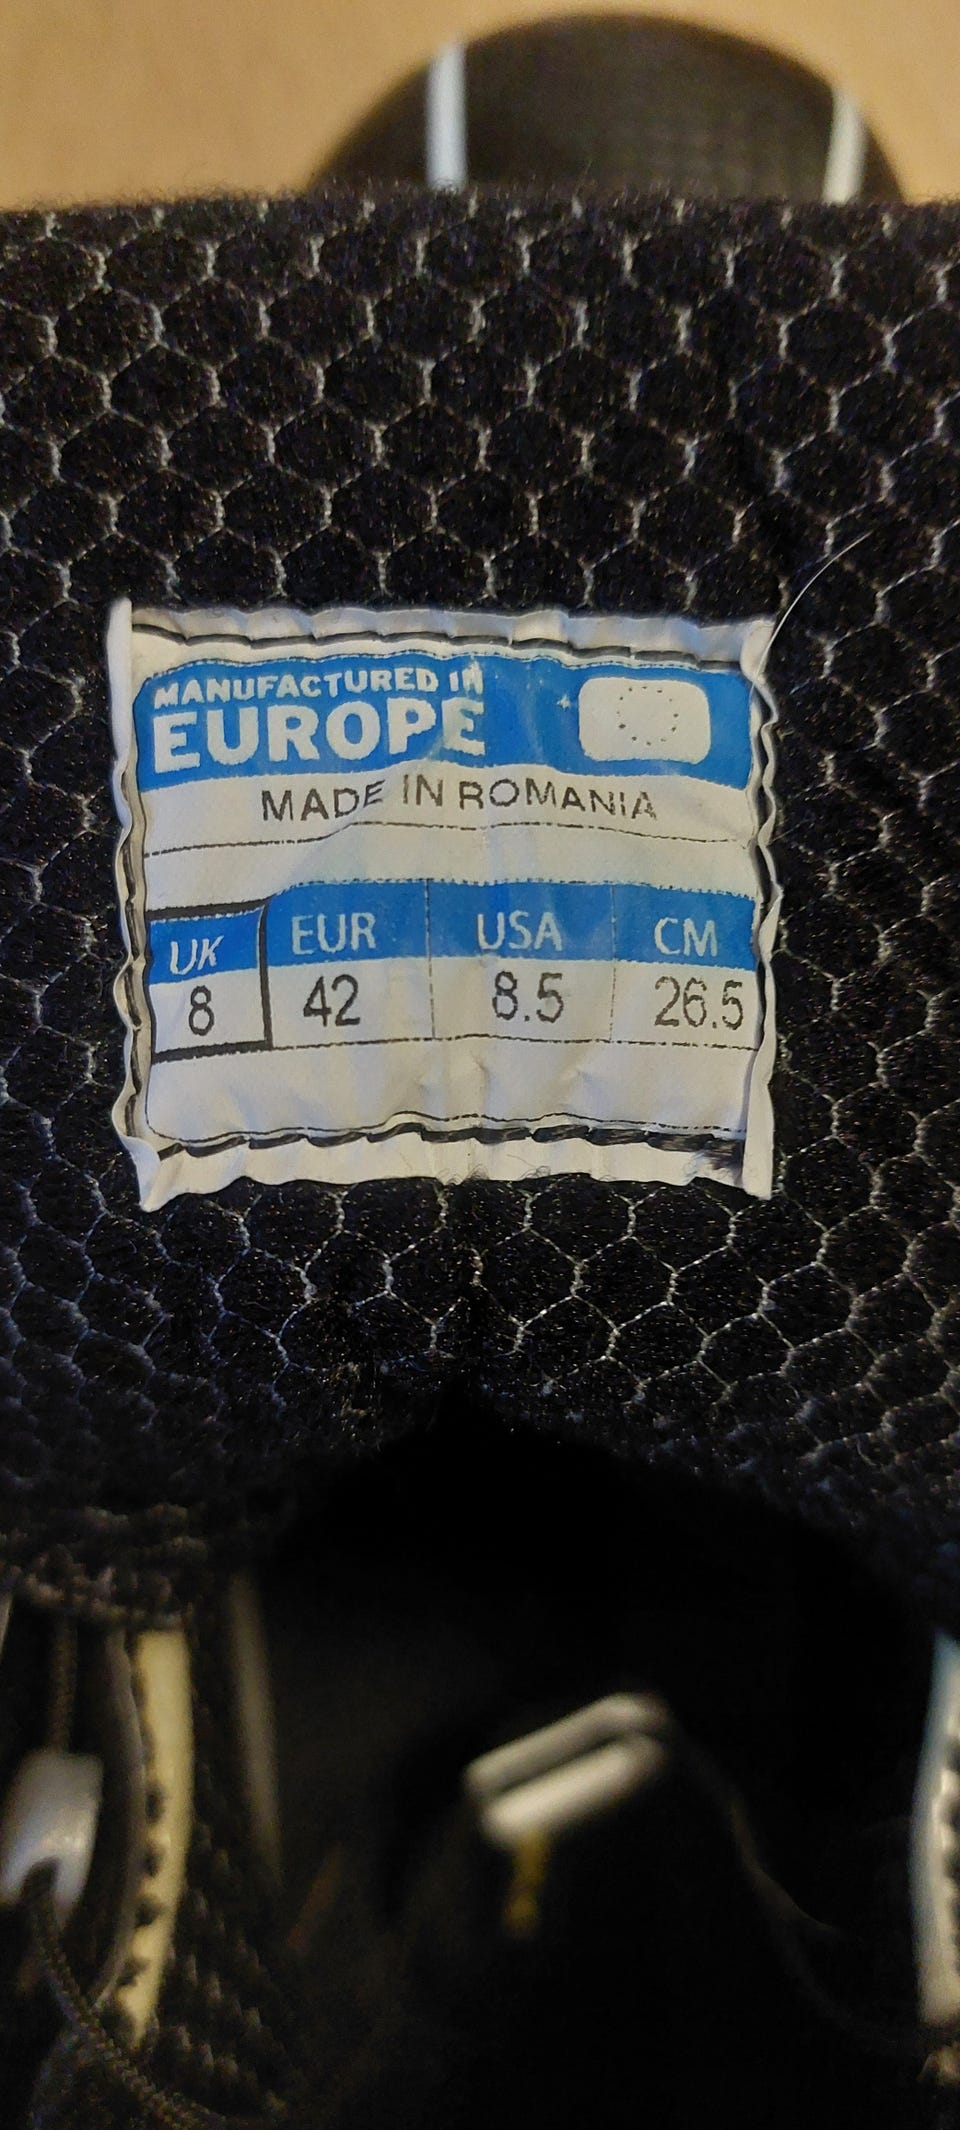 MANUFACTURED IN
EUROPE
MADE IN ROMANIA
UK EUR USA CM
8 42 8.5 26.5